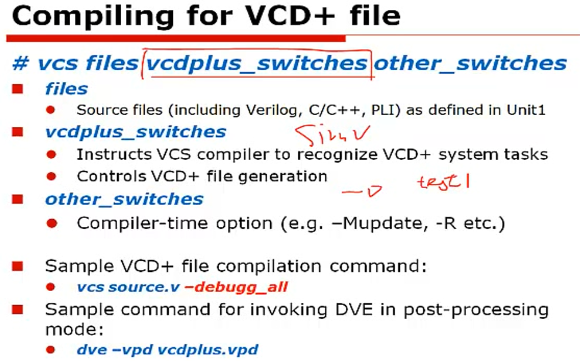 Compiling for VCD+ file
# vcs files vcdplus_switches other_switches
files
Source files (including Verilog, C/C++, PLI) as defined in Unit1
vcdplus_switches
simv
Instructs VCS compiler to recognize VCD+ system tasks
Controls VCD+ file generation
-o test1
other_switches
Compiler-time option (e.g. –Mupdate, -R etc.)
Sample VCD+ file compilation command:
vcs source.v –debugg_all
Sample command for invoking DVE in post-processing
mode:
dve –vpd vcdplus.vpd